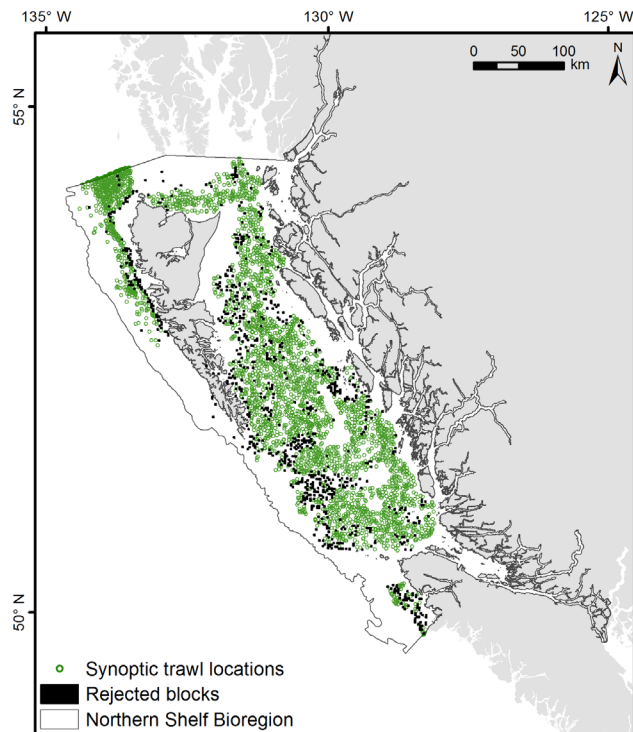 135° W
130° W
125° W
0 50 100
km
N
55° N
50° N
Synoptic trawl locations
Rejected blocks
Northern Shelf Bioregion